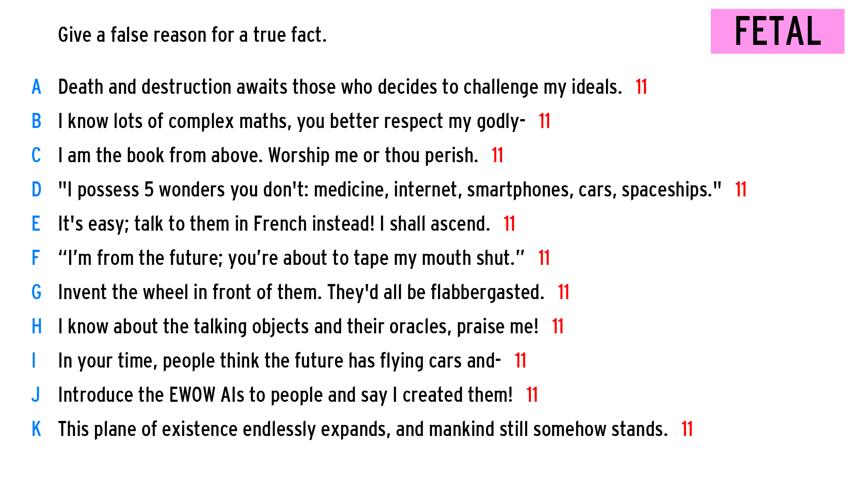 Give a false reason for a true fact.
FETAL
A Death and destruction awaits those who decides to challenge my ideals. 11
B I know lots of complex maths, you better respect my godly- 11
C I am the book from above. Worship me or thou perish. 11
D "I possess 5 wonders you don't: medicine, internet, smartphones, cars, spaceships." 11
E It's easy; talk to them in French instead! I shall ascend. 11
F “I’m from the future; you’re about to tape my mouth shut.” 11
G Invent the wheel in front of them. They'd all be flabbergasted. 11
H I know about the talking objects and their oracles, praise me! 11
I In your time, people think the future has flying cars and- 11
J Introduce the EWOW AIs to people and say I created them! 11
K This plane of existence endlessly expands, and mankind still somehow stands. 11